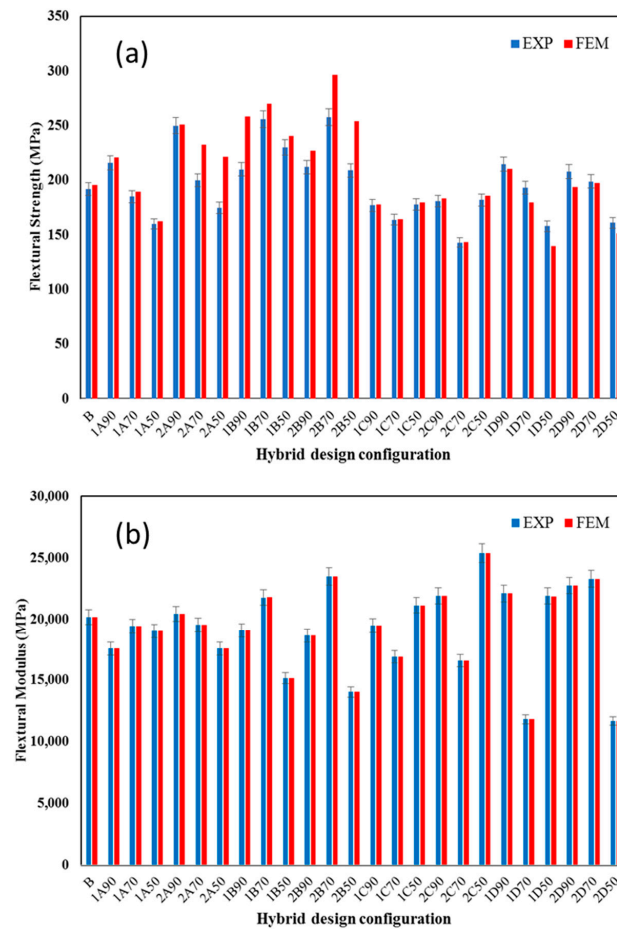 (a)
EXP FEM
Flextural Strength (MPa)
350
300
250
200
150
100
50
0
B 1A90 1A70 1A50 2A90 2A70 2A50 1B90 1B70 1B50 2B90 2B70 2B50 1C90 1C70 1C50 2C90 2C70 2C50 1D90 1D70 1D50 2D90 2D70 2D50
Hybrid design configuration
(b)
EXP FEM
Flextural Modulus (MPa)
30,000
25,000
20,000
15,000
10,000
5,000
0
B 1A90 1A70 1A50 2A90 2A70 2A50 1B90 1B70 1B50 2B90 2B70 2B50 1C90 1C70 1C50 2C90 2C70 2C50 1D90 1D70 1D50 2D90 2D70 2D50
Hybrid design configuration